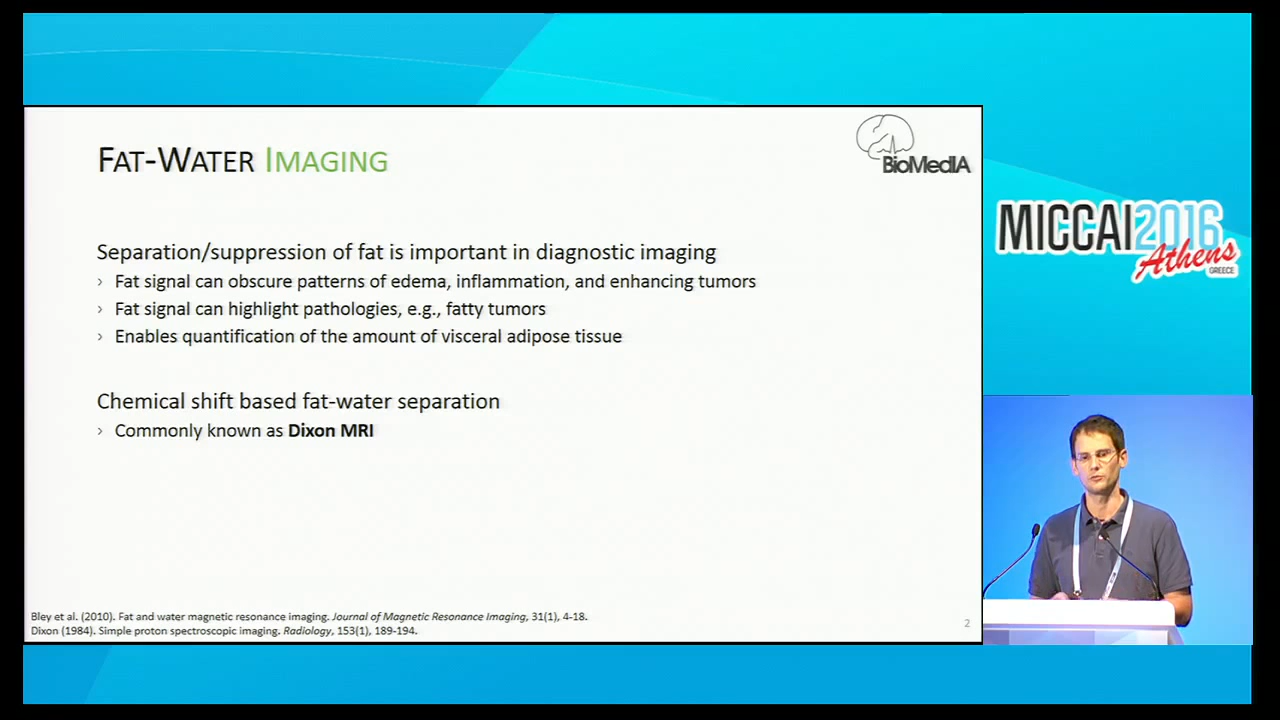 FAT-WATER IMAGING
BioMedIA
Separation/suppression of fat is important in diagnostic imaging
› Fat signal can obscure patterns of edema, inflammation, and enhancing tumors
› Fat signal can highlight pathologies, e.g., fatty tumors
› Enables quantification of the amount of visceral adipose tissue
Chemical shift based fat-water separation
› Commonly known as Dixon MRI
Bley et al. (2010). Fat and water magnetic resonance imaging. Journal of Magnetic Resonance Imaging, 31(1), 4-18.
Dixon (1984). Simple proton spectroscopic imaging. Radiology, 153(1), 189-194.
2
MICCAI2016
Athens
GREECE